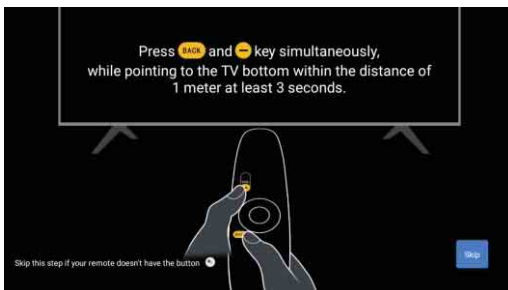 Press BACK and − key simultaneously,
while pointing to the TV bottom within the distance of
1 meter at least 3 seconds.
Skip this step if your remote doesn't have the button
Skip